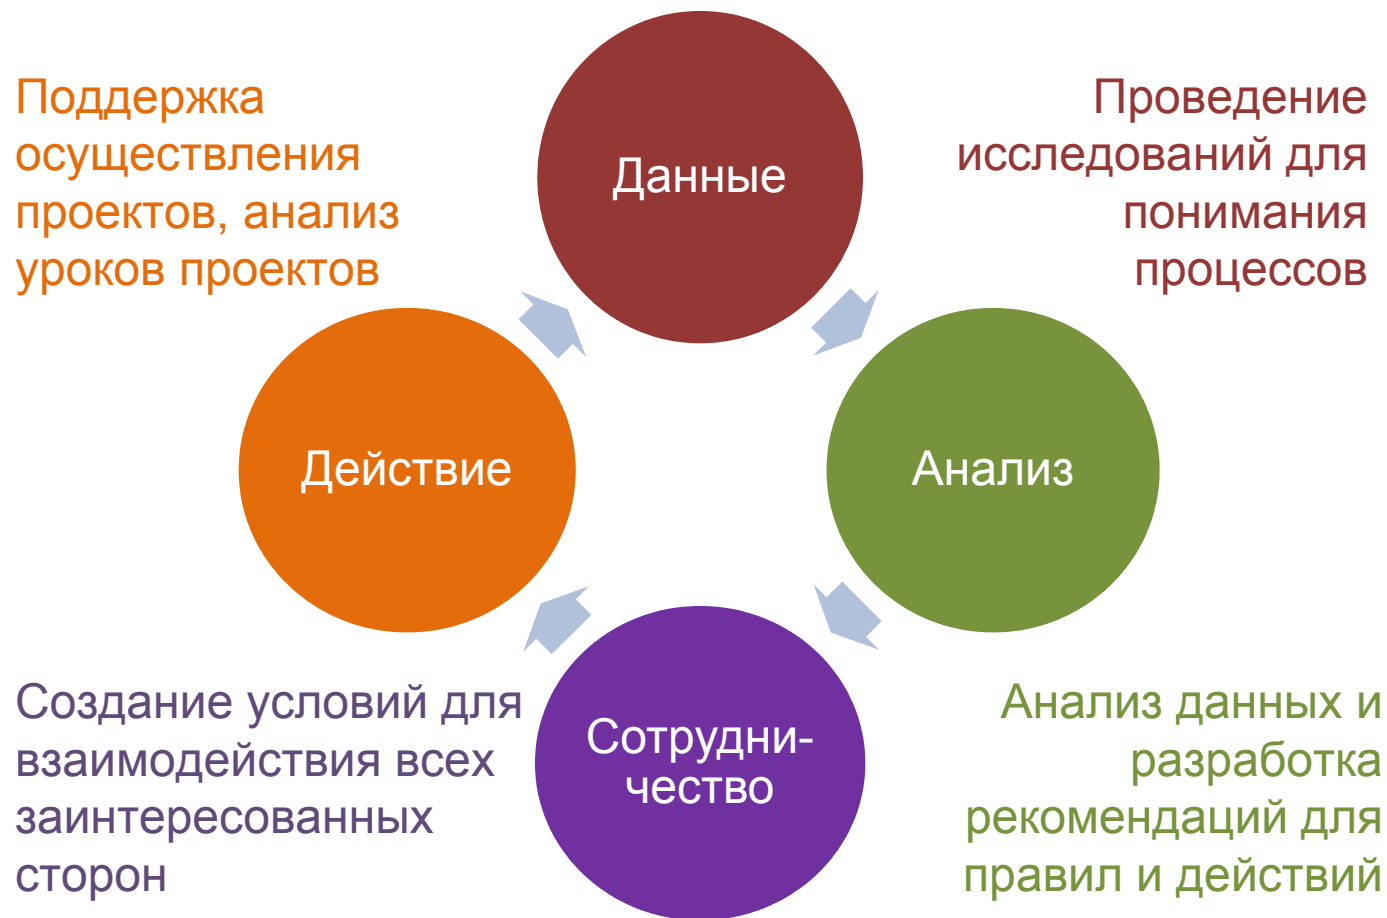 Данные
Поддержка
осуществления
проектов, анализ
уроков проектов
Проведение
исследований для
понимания
процессов
Действие
Анализ
Сотрудни-
чество
Создание условий для
взаимодействия всех
заинтересованных
сторон
Анализ данных и
разработка
рекомендаций для
правил и действий